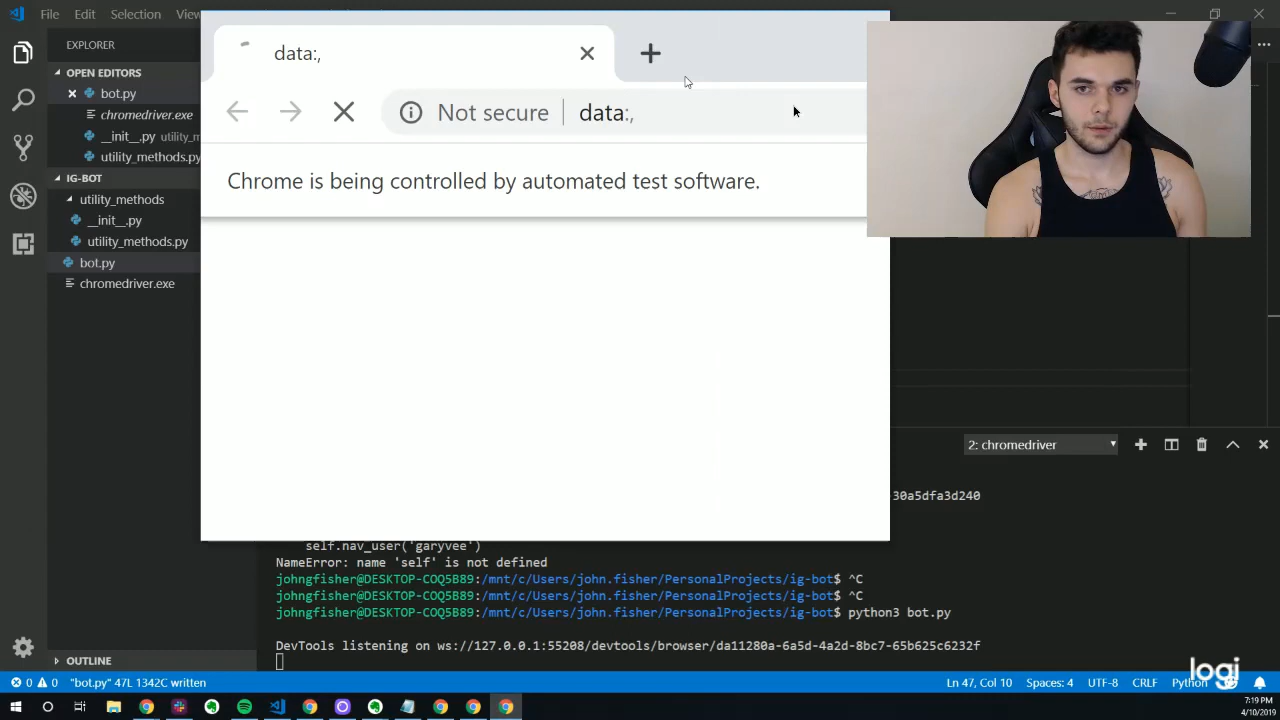 File Edit Selection View
EXPLORER
OPEN EDITORS
bot.py
chromedriver.exe
__init__.py utility_m
utility_methods.py
IG-BOT
utility_methods
__init__.py
utility_methods.py
bot.py
chromedriver.exe
OUTLINE
data:,
Not secure data:,
Chrome is being controlled by automated test software.
2: chromedriver
30a5dfa3d240
self.nav_user('garyvee')
NameError: name 'self' is not defined
johngfisher@DESKTOP-COQ5B89:/mnt/c/Users/john.fisher/PersonalProjects/ig-bot$ ^C
johngfisher@DESKTOP-COQ5B89:/mnt/c/Users/john.fisher/PersonalProjects/ig-bot$ ^C
johngfisher@DESKTOP-COQ5B89:/mnt/c/Users/john.fisher/PersonalProjects/ig-bot$ python3 bot.py
DevTools listening on ws://127.0.0.1:55208/devtools/browser/da11280a-6a5d-4a2d-8bc7-65b625c6232f
logi
0 0 "bot.py" 47L 1342C written
Ln 47, Col 10 Spaces: 4 UTF-8 CRLF Python
7:19 PM
4/10/2019